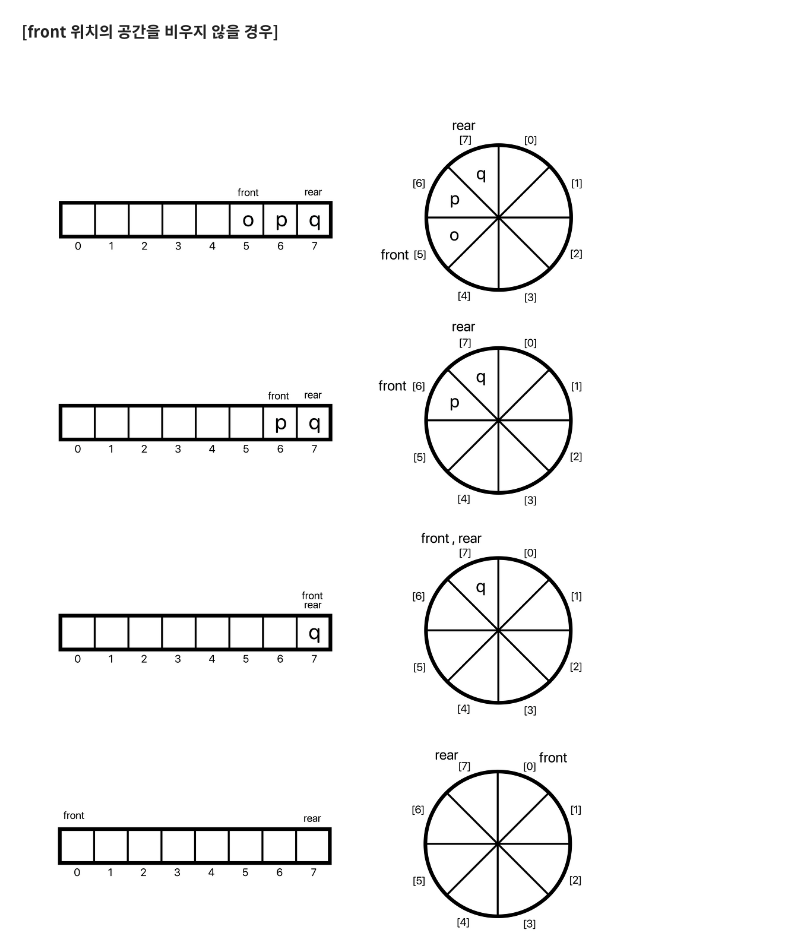 [front 위치의 공간을 비우지 않을 경우]
rear
[7] [0]
[6] q [1]
front rear
p
o p q o
0 1 2 3 4 5 6 7
front [5] [2]
[4] [3]
rear
[7] [0]
front [6] q [1]
front rear
p
p q
0 1 2 3 4 5 6 7
[5] [2]
[4] [3]
front , rear
[7] [0]
q
front [6] [1]
rear
q
0 1 2 3 4 5 6 7
[5] [2]
[4] [3]
rear [7] [0] front
front rear [6] [1]
0 1 2 3 4 5 6 7
[5] [2]
[4] [3]